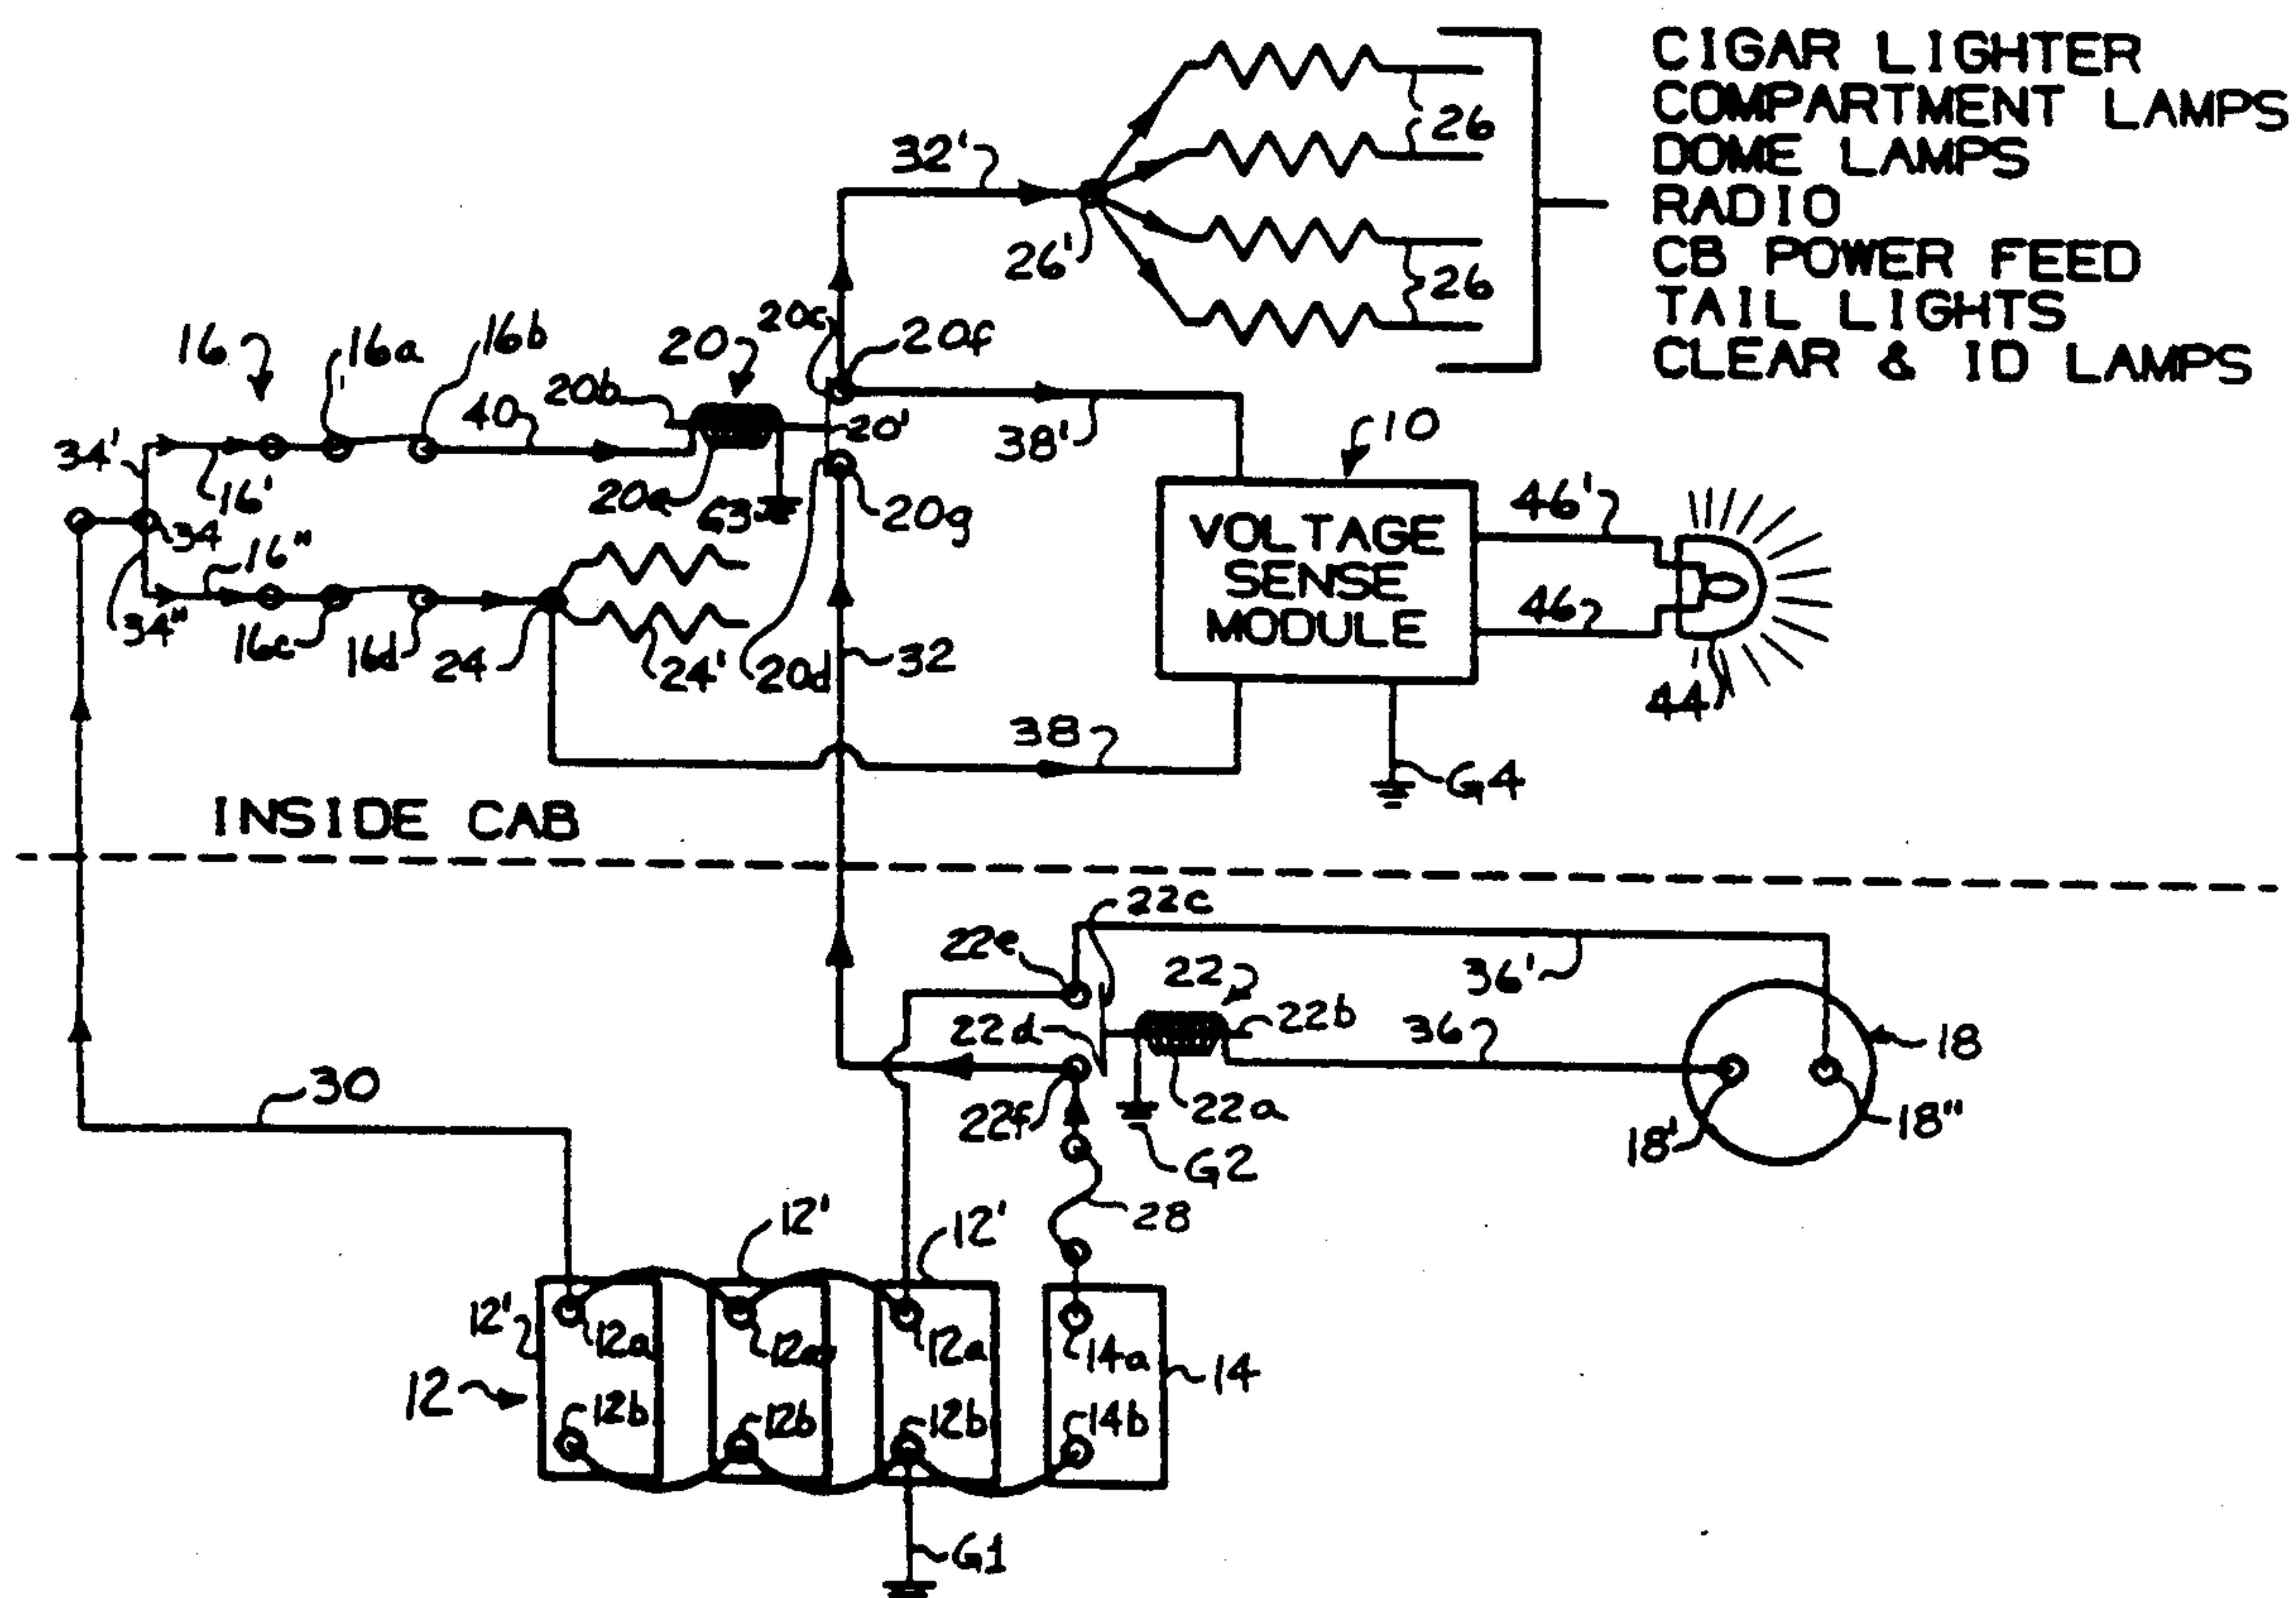 CIGAR LIGHTER
COMPARTMENT LAMPS
DOME LAMPS
RADIO
CB POWER FEED
TAIL LIGHTS
CLEAR & ID LAMPS
26
32'
26'
26
16
16a
16b
20
20c
20f
40
20b
20'
38'
10
34'
16'
20a
G3
20g
46'
34
16"
VOLTAGE
SENSE
MODULE
46
34"
16c
16d
24
24'
20d
32
44
38
G4
INSIDE CAB
22c
22e
22
36'
22d
22b
36
18
30
22f
22a
18'
18"
G2
28
12'
12'
12'
12a
12a
12a
14a
14
12
12b
12b
12b
14b
G1